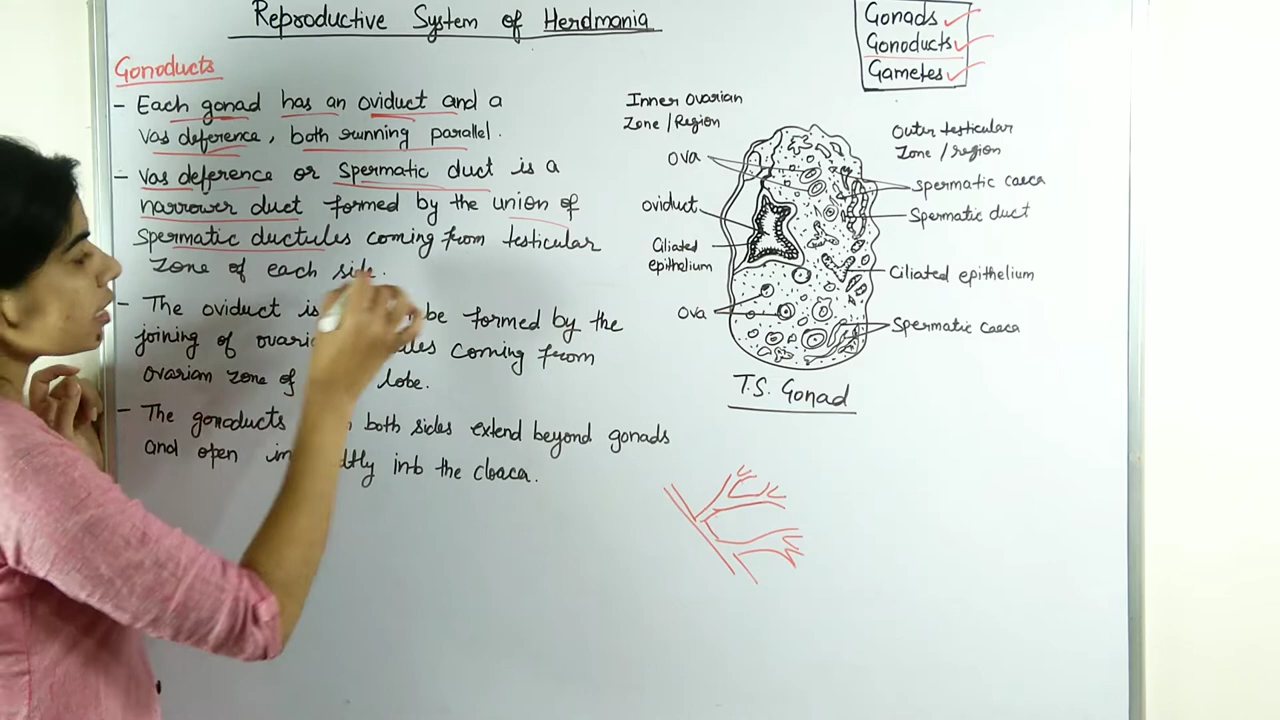 Reproductive System of Herdmania
Gonads
Gonoducts
Gametes
Gonoducts
- Each gonad has an oviduct and a
vas deference, both running parallel.
- Vas deference or spermatic duct is a
narrower duct formed by the union of
spermatic ductules coming from testicular
zone of each side.
- The oviduct is be formed by the
joining of coming from
ovarian zone of lobe.
- The gonoducts both sides extend beyond gonads
and open into the cloaca.
Inner Ovarian
Zone / Region
Ova
oviduct
Ciliated
epithelium
Ova
Outer testicular
Zone / region
Spermatic caeca
Spermatic duct
Ciliated epithelium
Spermatic caeca
T.S. Gonad